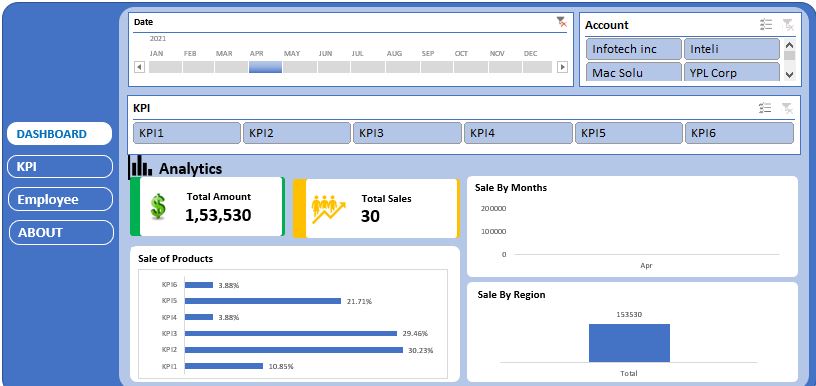 Date
2021
JAN FEB MAR APR MAY JUN JUL AUG SEP OCT NOV DEC
Account
Infotech inc Inteli
Mac Solu YPL Corp
KPI
KPI1 KPI2 KPI3 KPI4 KPI5 KPI6
DASHBOARD
KPI
Employee
ABOUT
Analytics
Total Amount
1,53,530
Total Sales
30
Sale By Months
200000
100000
0
Apr
Sale of Products
KPI6 3.88%
KPI5 21.71%
KPI4 3.88%
KPI3 29.46%
KPI2 30.23%
KPI1 10.85%
Sale By Region
153530
Total